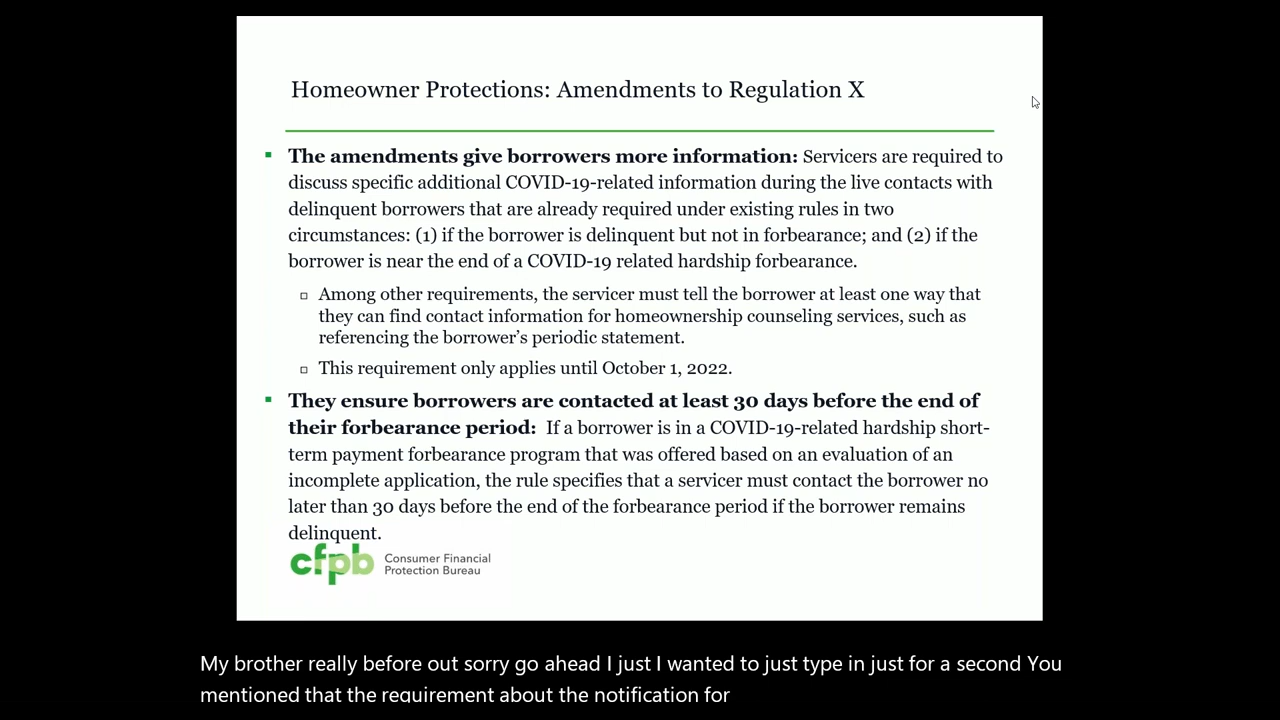 Homeowner Protections: Amendments to Regulation X
▪ The amendments give borrowers more information: Servicers are required to
discuss specific additional COVID-19-related information during the live contacts with
delinquent borrowers that are already required under existing rules in two
circumstances: (1) if the borrower is delinquent but not in forbearance; and (2) if the
borrower is near the end of a COVID-19 related hardship forbearance.
▫ Among other requirements, the servicer must tell the borrower at least one way that
they can find contact information for homeownership counseling services, such as
referencing the borrower’s periodic statement.
▫ This requirement only applies until October 1, 2022.
▪ They ensure borrowers are contacted at least 30 days before the end of
their forbearance period: If a borrower is in a COVID-19-related hardship short-
term payment forbearance program that was offered based on an evaluation of an
incomplete application, the rule specifies that a servicer must contact the borrower no
later than 30 days before the end of the forbearance period if the borrower remains
delinquent.
cfpb Consumer Financial
Protection Bureau
My brother really before out sorry go ahead I just I wanted to just type in just for a second You
mentioned that the requirement about the notification for